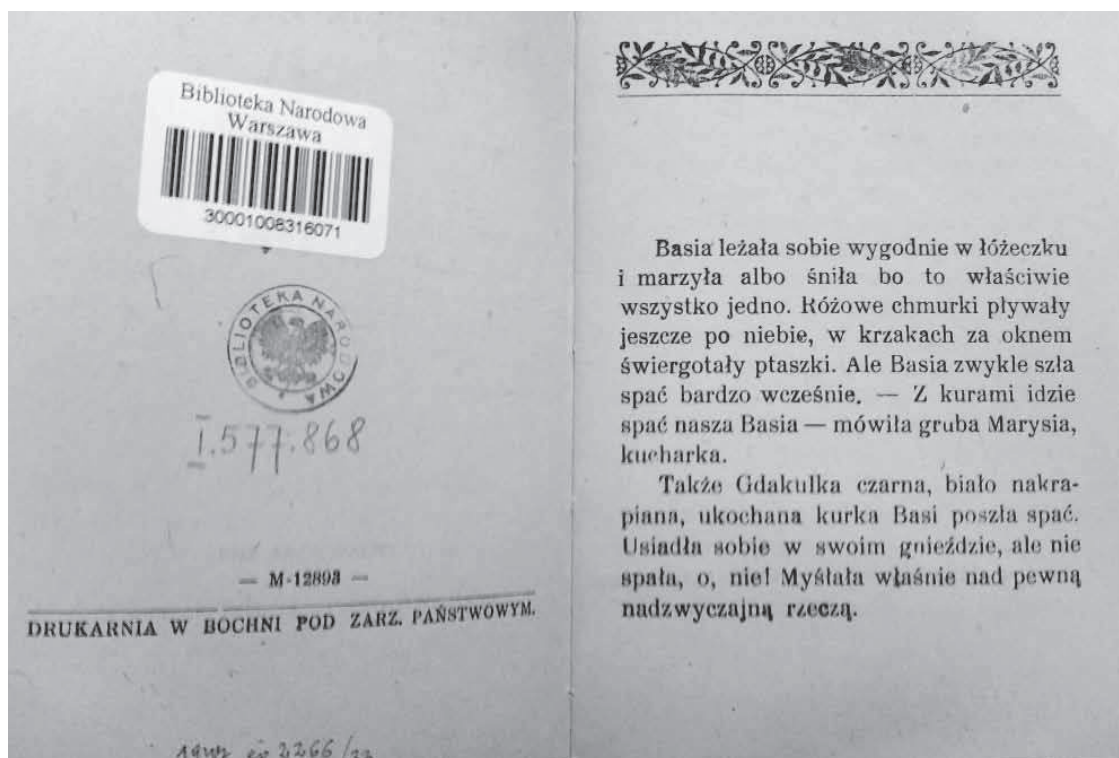 Biblioteka Narodowa
Warszawa
30001008316071
BIBLIOTEKA NARODOWA
I.577.868
— M-12893 —
DRUKARNIA W BOCHNI POD ZARZ. PAŃSTWOWYM.
2266/
Basia leżała sobie wygodnie w łóżeczku
i marzyła albo śniła bo to właściwie
wszystko jedno. Różowe chmurki pływały
jeszcze po niebie, w krzakach za oknem
świergotały ptaszki. Ale Basia zwykle szła
spać bardzo wcześnie. — Z kurami idzie
spać nasza Basia — mówiła gruba Marysia,
kucharka.
Także Gdakulka czarna, biało nakra-
piana, ukochana kurka Basi poszła spać.
Usiadła sobie w swoim gnieździe, ale nie
spała, o, nie! Myślała właśnie nad pewną
nadzwyczajną rzeczą.